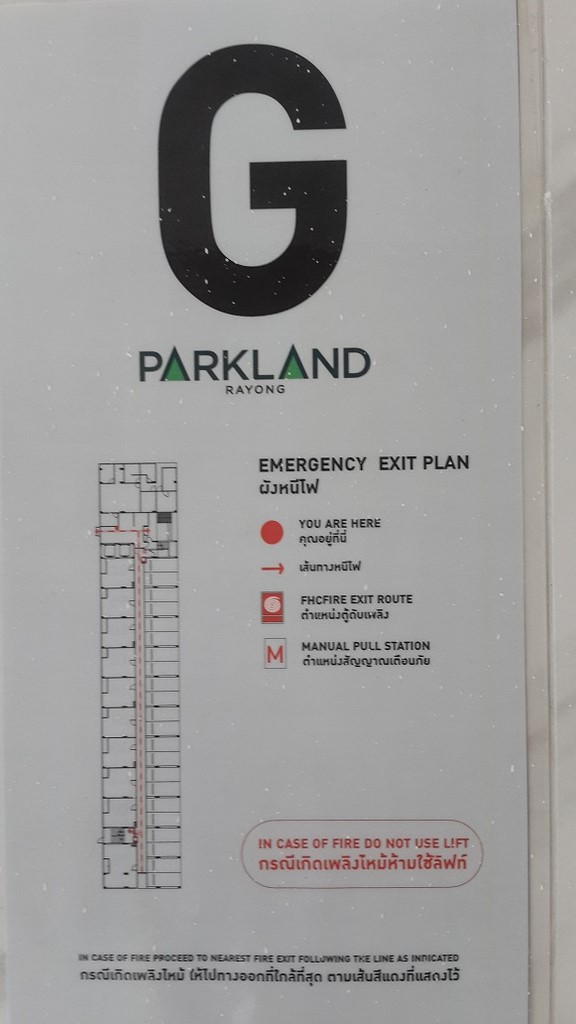 G
PARKLAND
RAYONG
EMERGENCY EXIT PLAN
ผังหนีไฟ
YOU ARE HERE
คุณอยู่ที่นี่
เส้นทางหนีไฟ
FHCFIRE EXIT ROUTE
ตำแหน่งตู้ดับเพลิง
M
MANUAL PULL STATION
ตำแหน่งสัญญาณเตือนภัย
IN CASE OF FIRE DO NOT USE LIFT
กรณีเกิดเพลิงไหม้ห้ามใช้ลิฟท์
IN CASE OF FIRE PROCEED TO NEAREST FIRE EXIT FOLLOWING THE LINE AS INDICATED
กรณีเกิดเพลิงไหม้ ให้ไปทางออกที่ใกล้ที่สุด ตามเส้นสีแดงที่แสดงไว้